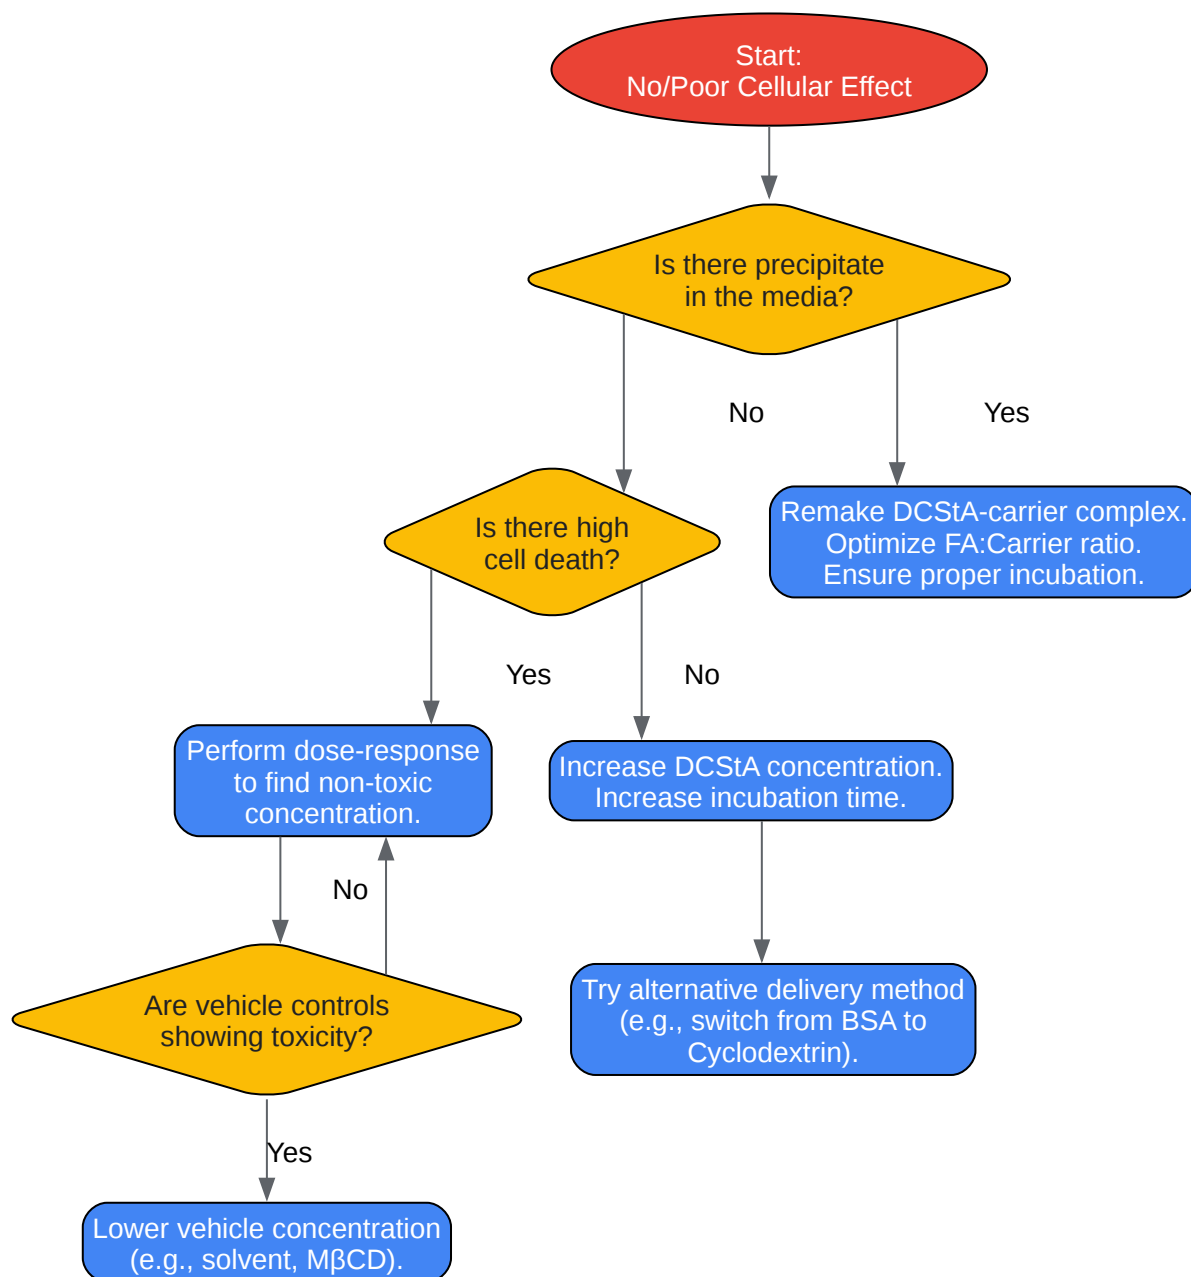 Start:
No/Poor Cellular Effect
Is there precipitate
in the media?
No
Yes
Is there high
cell death?
Remake DCStA-carrier complex.
Optimize FA:Carrier ratio.
Ensure proper incubation.
Yes
No
Perform dose-response
to find non-toxic
concentration.
Increase DCStA concentration.
Increase incubation time.
No
Are vehicle controls
showing toxicity?
Try alternative delivery method
(e.g., switch from BSA to
Cyclodextrin).
Yes
Lower vehicle concentration
(e.g., solvent, MβCD).